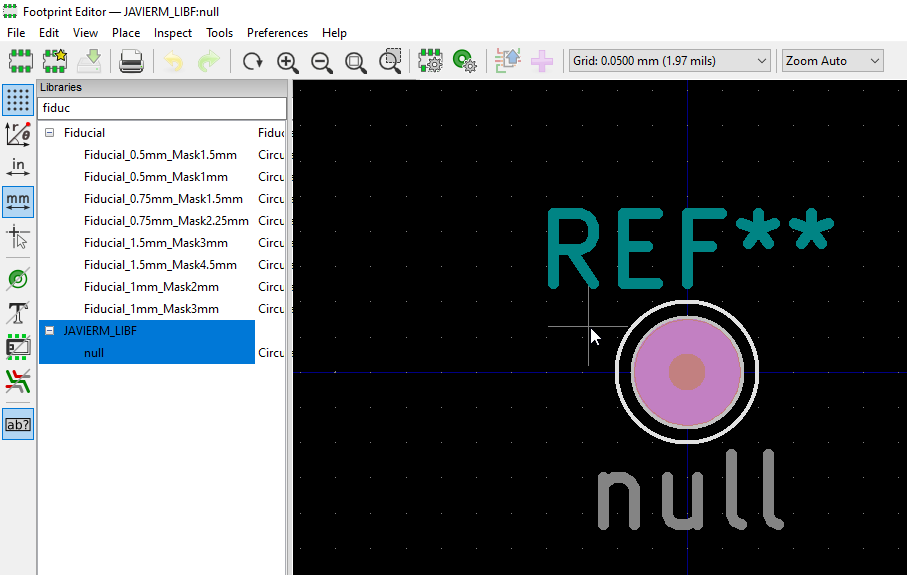 Footprint Editor — JAVIERM_LIBF:null
File Edit View Place Inspect Tools Preferences Help
Grid: 0.0500 mm (1.97 mils) Zoom Auto
Libraries
fiduc
Fiducial Fiduc
Fiducial_0.5mm_Mask1.5mm Circu
Fiducial_0.5mm_Mask1mm Circu
Fiducial_0.75mm_Mask1.5mm Circu
Fiducial_0.75mm_Mask2.25mm Circu
Fiducial_1.5mm_Mask3mm Circu
Fiducial_1.5mm_Mask4.5mm Circu
Fiducial_1mm_Mask2mm Circu
Fiducial_1mm_Mask3mm Circu
JAVIERM_LIBF
null Circu
r θ
in
mm
T
ab?
REF**
null